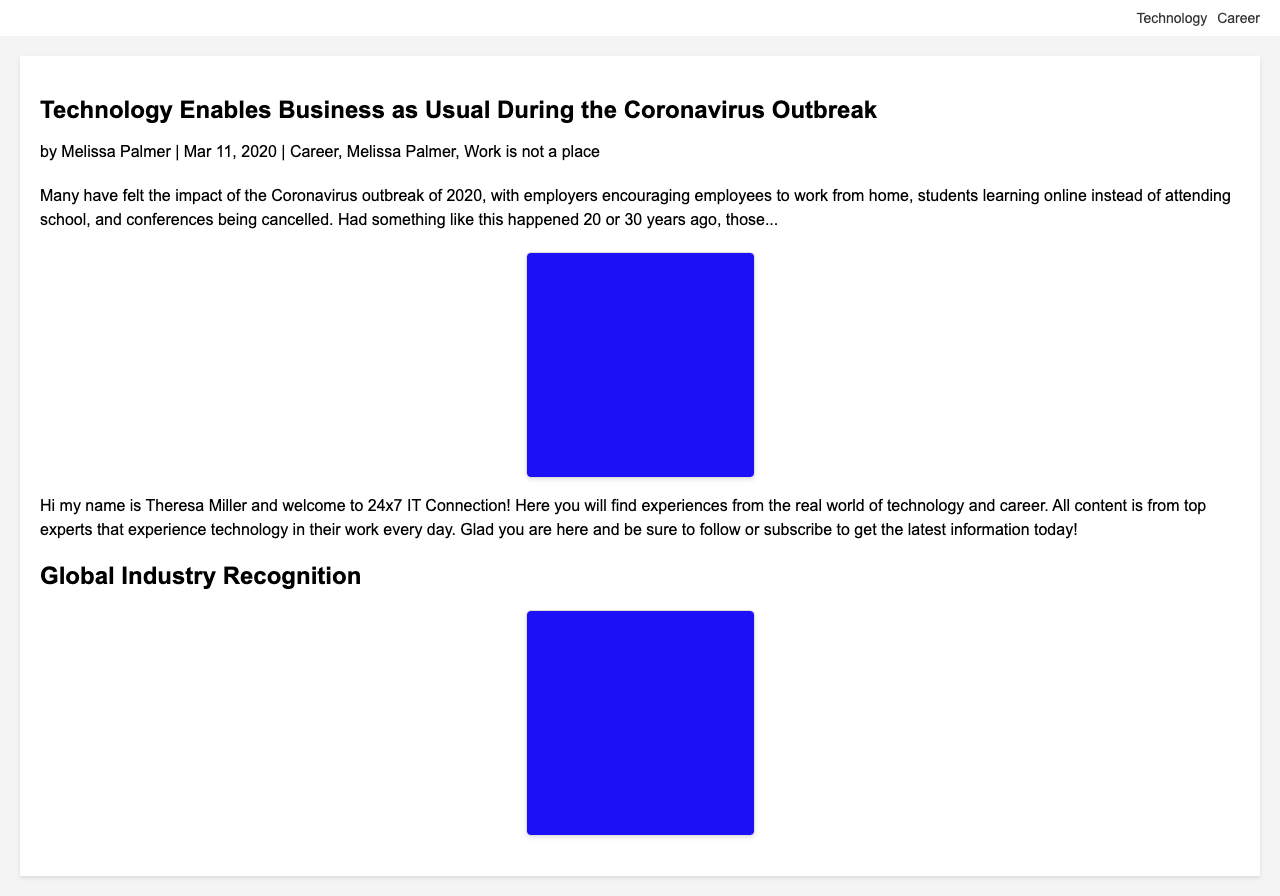 Technology Career
Technology Enables Business as Usual During the Coronavirus Outbreak
by Melissa Palmer | Mar 11, 2020 | Career, Melissa Palmer, Work is not a place
Many have felt the impact of the Coronavirus outbreak of 2020, with employers encouraging employees to work from home, students learning online instead of attending
school, and conferences being cancelled. Had something like this happened 20 or 30 years ago, those...
Hi my name is Theresa Miller and welcome to 24x7 IT Connection! Here you will find experiences from the real world of technology and career. All content is from top
experts that experience technology in their work every day. Glad you are here and be sure to follow or subscribe to get the latest information today!
Global Industry Recognition